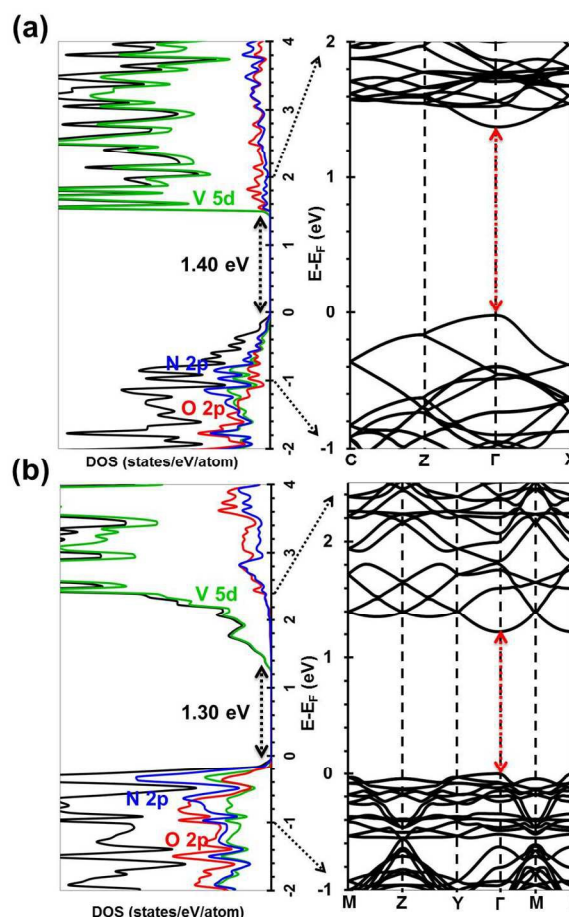 (a)
4
3
2
1
0
-1
-2
V 5d
1.40 eV
N 2p
O 2p
DOS (states/eV/atom)
E-E_F (eV)
2
1
0
-1
C
Z
Γ
X
(b)
4
3
2
1
0
-1
-2
V 5d
1.30 eV
N 2p
O 2p
DOS (states/eV/atom)
E-E_F (eV)
2
1
0
-1
M
Z
Y
Γ
M